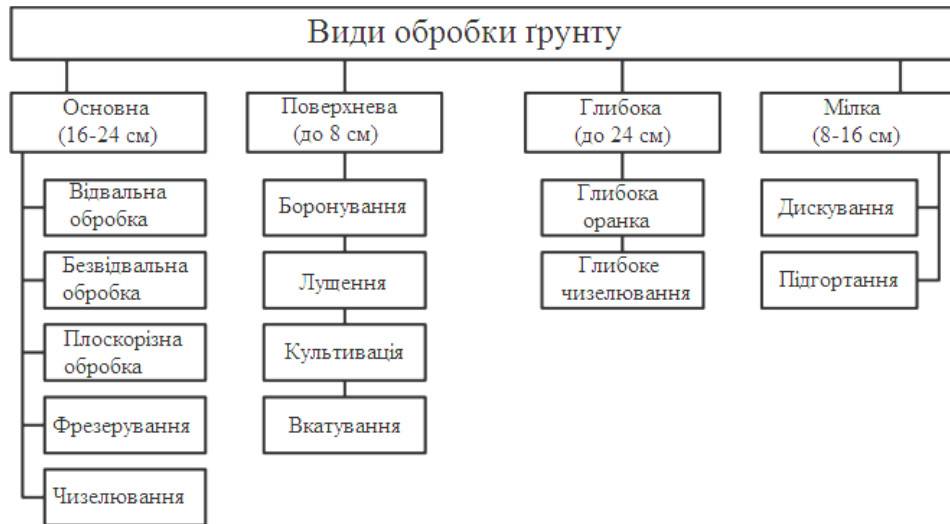 Види обробки ґрунту
Основна
(16-24 см)
Відвальна
обробка
Безвідвальна
обробка
Плоскорізна
обробка
Фрезерування
Чизелювання
Поверхнева
(до 8 см)
Боронування
Лущення
Культивація
Вкатування
Глибока
(до 24 см)
Глибока
оранка
Глибоке
чизелювання
Мілка
(8-16 см)
Дискування
Підгортання